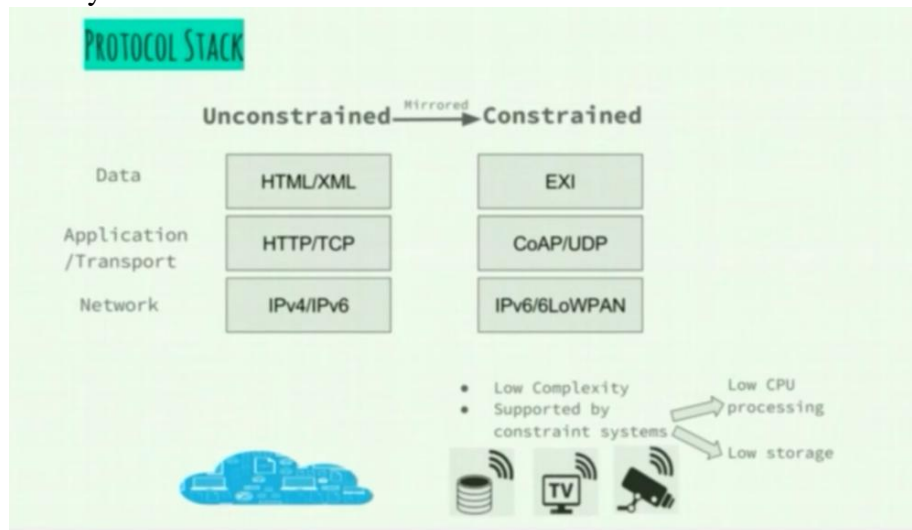 PROTOCOL STACK
Mirrored
Unconstrained Constrained
Data HTML/XML EXI
Application
/Transport
HTTP/TCP CoAP/UDP
Network IPv4/IPv6 IPv6/6LoWPAN
• Low Complexity
• Supported by
constraint systems
Low CPU
processing
Low storage
TV